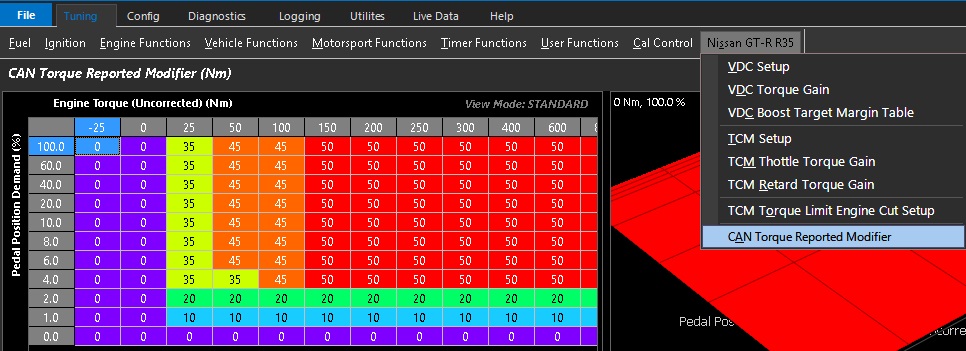 File Tuning Config Diagnostics Logging Utilites Live Data Help
Fuel Ignition Engine Functions Vehicle Functions Motorsport Functions Timer Functions User Functions Cal Control Nissan GT-R R35
CAN Torque Reported Modifier (Nm)
Engine Torque (Uncorrected) (Nm) View Mode: STANDARD
Pedal Position Demand (%)
-25 0 25 50 100 150 200 250 300 400 600 8
100.0 0 0 35 45 45 50 50 50 50 50 50
60.0 0 0 35 45 45 50 50 50 50 50 50
40.0 0 0 35 45 45 50 50 50 50 50 50
20.0 0 0 35 45 45 50 50 50 50 50 50
10.0 0 0 35 45 45 50 50 50 50 50 50
8.0 0 0 35 45 45 50 50 50 50 50 50
6.0 0 0 35 45 45 50 50 50 50 50 50
4.0 0 0 35 35 45 50 50 50 50 50 50
2.0 0 0 20 20 20 20 20 20 20 20 20
1.0 0 0 10 10 10 10 10 10 10 10 10
0.0 0 0 0 0 0 0 0 0 0 0 0
0 Nm, 100.0 %
VDC Setup
VDC Torque Gain
VDC Boost Target Margin Table
TCM Setup
TCM Thottle Torque Gain
TCM Retard Torque Gain
TCM Torque Limit Engine Cut Setup
CAN Torque Reported Modifier
Pedal Pos